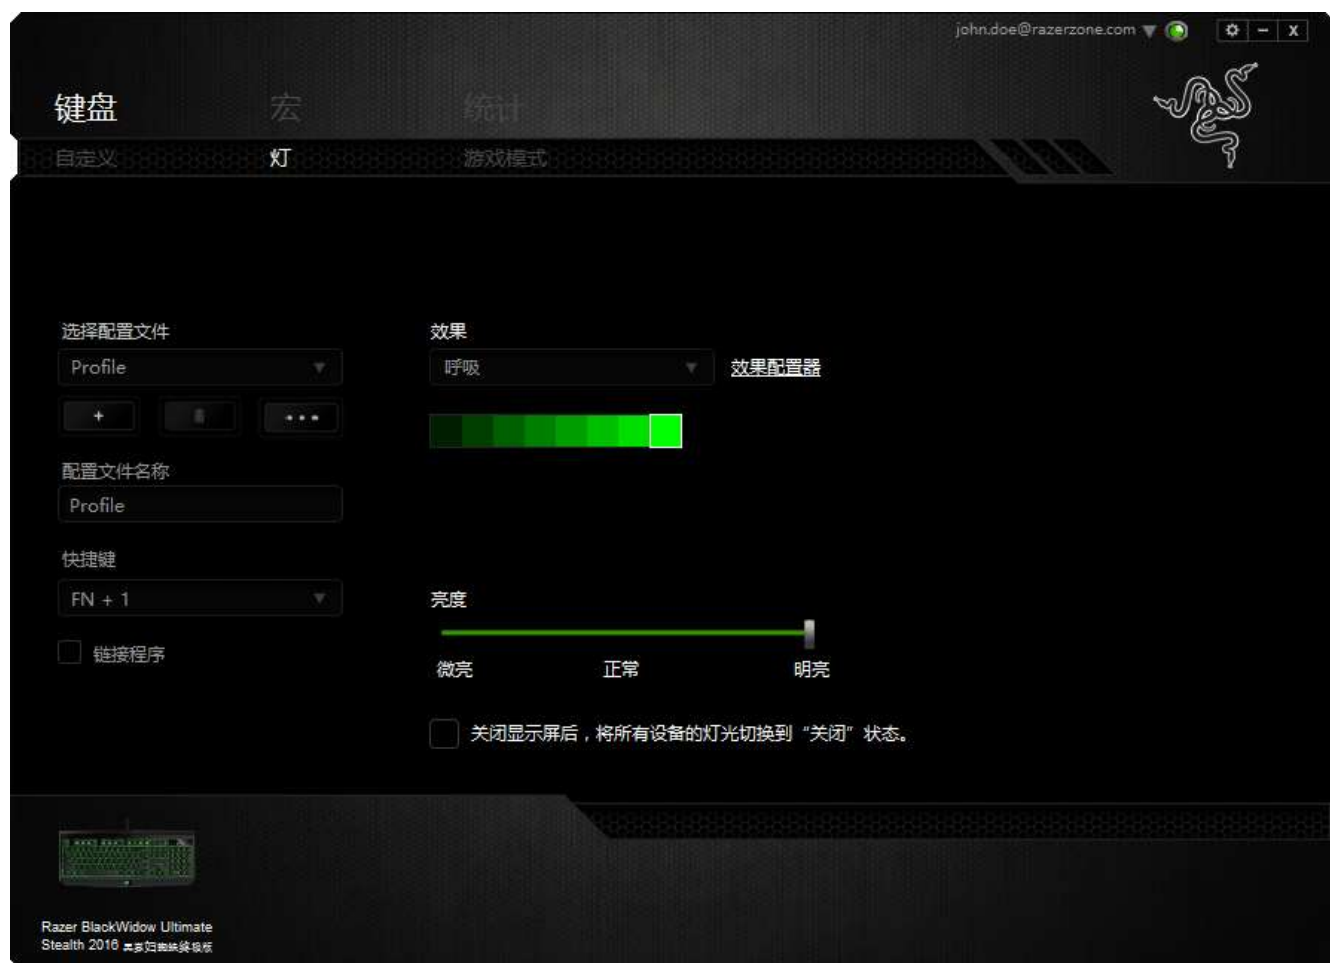 john.doe@razerzone.com
键盘 宏 统计
自定义 灯 游戏模式
选择配置文件
Profile
配置文件名称
Profile
快捷键
FN + 1
链接程序
效果
呼吸 效果配置器
亮度
微亮 正常 明亮
关闭显示屏后，将所有设备的灯光切换到“关闭”状态。
Razer BlackWidow Ultimate
Stealth 2016